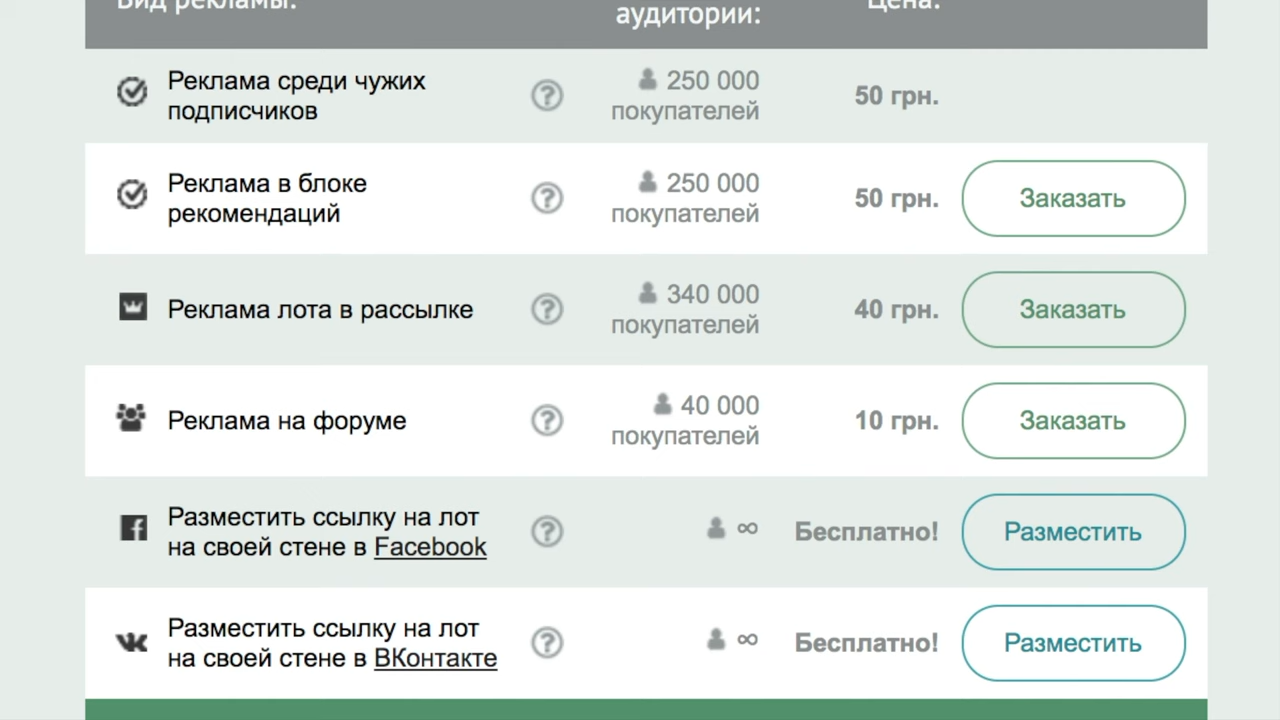 Вид рекламы:
аудитории:
Цена:
Реклама среди чужих
подписчиков
250 000
покупателей
50 грн.
Реклама в блоке
рекомендаций
250 000
покупателей
50 грн.
Заказать
Реклама лота в рассылке
340 000
покупателей
40 грн.
Заказать
Реклама на форуме
40 000
покупателей
10 грн.
Заказать
Разместить ссылку на лот
на своей стене в Facebook
∞
Бесплатно!
Разместить
Разместить ссылку на лот
на своей стене в ВКонтакте
∞
Бесплатно!
Разместить